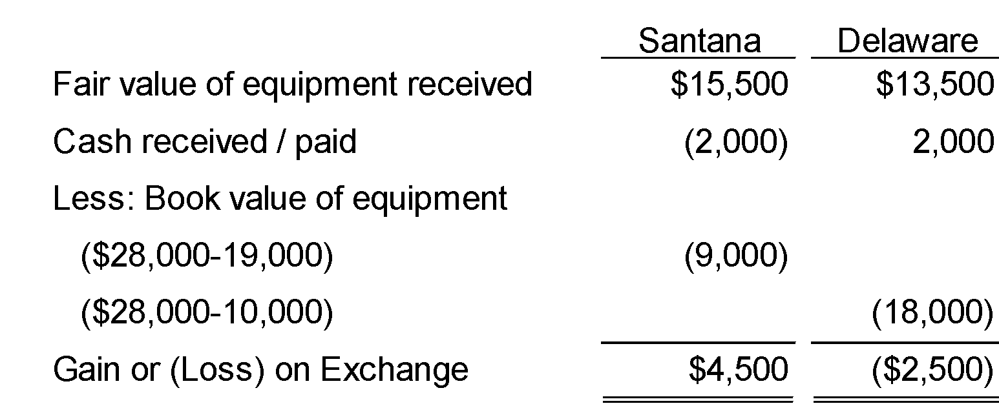 Santana Delaware
Fair value of equipment received $15,500 $13,500
Cash received / paid (2,000) 2,000
Less: Book value of equipment
($28,000-19,000) (9,000)
($28,000-10,000) (18,000)
Gain or (Loss) on Exchange $4,500 ($2,500)